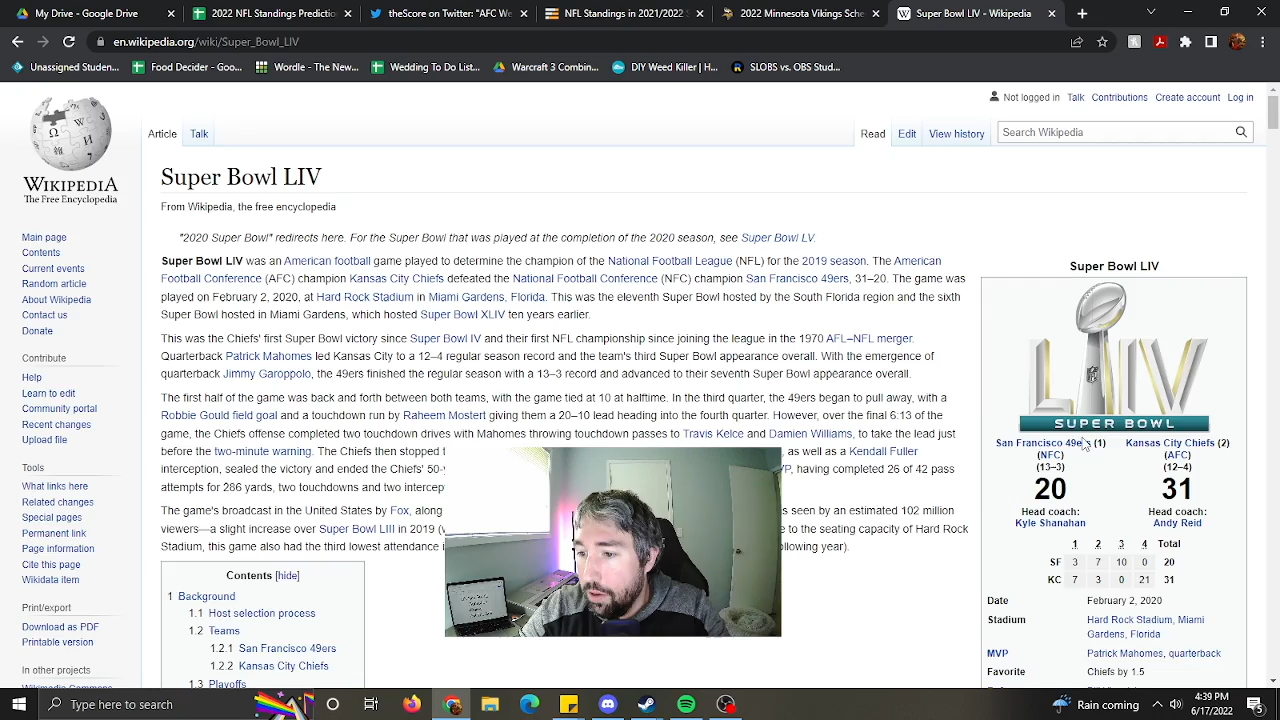 My Drive - Google Drive
2022 NFL Standings Predictio
theScore on Twitter: "AFC We
NFL Standings in 2021/2022 S
2022 Minnesota Vikings Sche
Super Bowl LIV - Wikipedia
en.wikipedia.org/wiki/Super_Bowl_LIV
Unassigned Studen...
Food Decider - Goo...
Wordle - The New...
Wedding To Do List...
Warcraft 3 Combin...
DIY Weed Killer | H...
SLOBS vs. OBS Stud...
Not logged in Talk Contributions Create account Log in
Article Talk
Read Edit View history
Search Wikipedia
WIKIPEDIA
The Free Encyclopedia
Main page
Contents
Current events
Random article
About Wikipedia
Contact us
Donate
Contribute
Help
Learn to edit
Community portal
Recent changes
Upload file
Tools
What links here
Related changes
Special pages
Permanent link
Page information
Cite this page
Wikidata item
Print/export
Download as PDF
Printable version
In other projects
Wikimedia Commons
Super Bowl LIV
From Wikipedia, the free encyclopedia
"2020 Super Bowl" redirects here. For the Super Bowl that was played at the completion of the 2020 season, see Super Bowl LV.
Super Bowl LIV was an American football game played to determine the champion of the National Football League (NFL) for the 2019 season. The American
Football Conference (AFC) champion Kansas City Chiefs defeated the National Football Conference (NFC) champion San Francisco 49ers, 31–20. The game was
played on February 2, 2020, at Hard Rock Stadium in Miami Gardens, Florida. This was the eleventh Super Bowl hosted by the South Florida region and the sixth
Super Bowl hosted in Miami Gardens, which hosted Super Bowl XLIV ten years earlier.
This was the Chiefs' first Super Bowl victory since Super Bowl IV and their first NFL championship since joining the league in the 1970 AFL–NFL merger.
Quarterback Patrick Mahomes led Kansas City to a 12–4 regular season record and the team's third Super Bowl appearance overall. With the emergence of
quarterback Jimmy Garoppolo, the 49ers finished the regular season with a 13–3 record and advanced to their seventh Super Bowl appearance overall.
The first half of the game was back and forth between both teams, with the game tied at 10 at halftime. In the third quarter, the 49ers began to pull away, with a
Robbie Gould field goal and a touchdown run by Raheem Mostert giving them a 20–10 lead heading into the fourth quarter. However, over the final 6:13 of the
game, the Chiefs offense completed two touchdown drives with Mahomes throwing touchdown passes to Travis Kelce and Damien Williams, to take the lead just
before the two-minute warning. The Chiefs then stopped t as well as a Kendall Fuller
interception, sealed the victory and ended the Chiefs' 50- VP, having completed 26 of 42 pass
attempts for 286 yards, two touchdowns and two intercep
The game's broadcast in the United States by Fox, along s seen by an estimated 102 million
viewers—a slight increase over Super Bowl LIII in 2019 (v e to the seating capacity of Hard Rock
Stadium, this game also had the third lowest attendance i ollowing year).
Contents [hide]
1 Background
1.1 Host selection process
1.2 Teams
1.2.1 San Francisco 49ers
1.2.2 Kansas City Chiefs
1.3 Playoffs
Super Bowl LIV
LIV
SUPER BOWL
San Francisco 49ers (1) Kansas City Chiefs (2)
(NFC) (AFC)
(13–3) (12–4)
20 31
Head coach: Head coach:
Kyle Shanahan Andy Reid
1 2 3 4 Total
SF 3 7 10 0 20
KC 7 3 0 21 31
Date February 2, 2020
Stadium Hard Rock Stadium, Miami
Gardens, Florida
MVP Patrick Mahomes, quarterback
Favorite Chiefs by 1.5
Type here to search
Rain coming
4:39 PM
6/17/2022